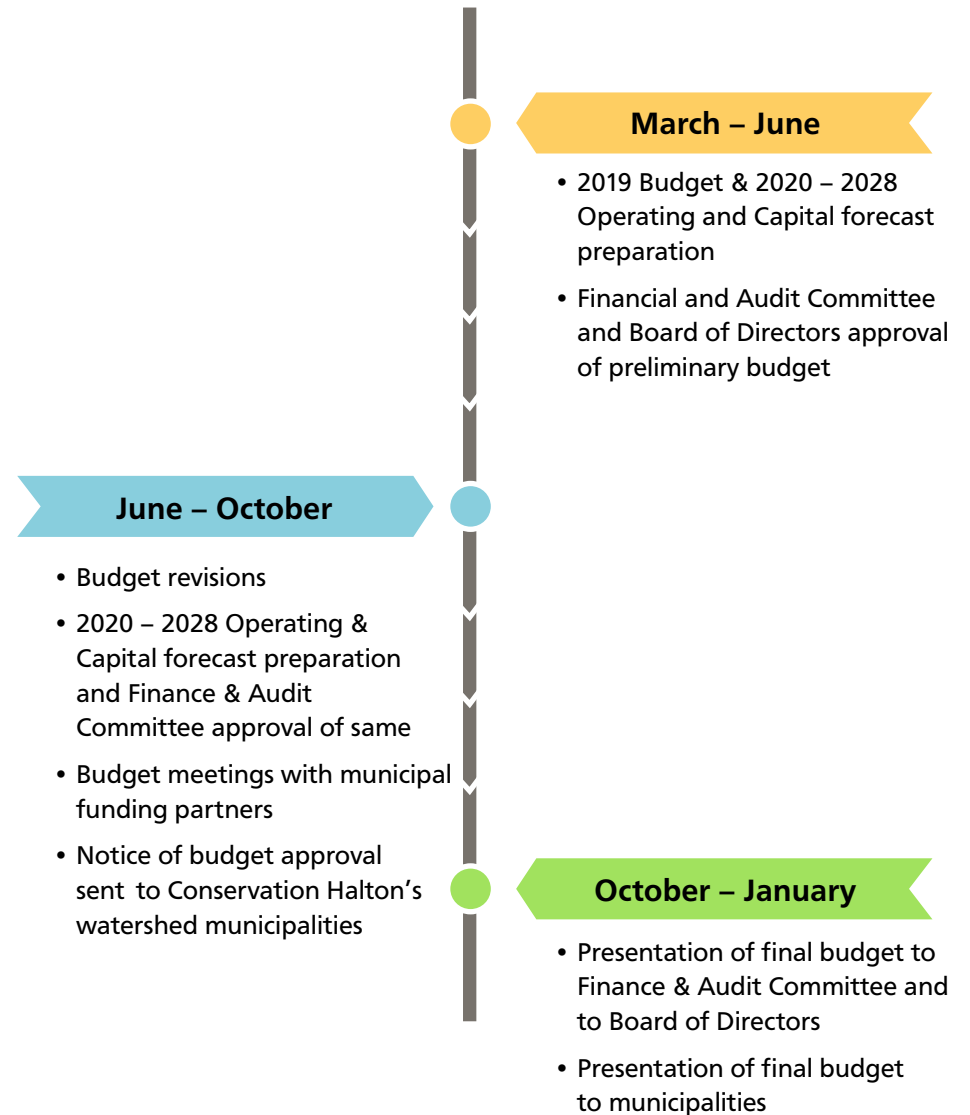 March – June
• 2019 Budget & 2020 – 2028
Operating and Capital forecast
preparation
• Financial and Audit Committee
and Board of Directors approval
of preliminary budget
June – October
• Budget revisions
• 2020 – 2028 Operating &
Capital forecast preparation
and Finance & Audit
Committee approval of same
• Budget meetings with municipal
funding partners
• Notice of budget approval
sent to Conservation Halton’s
watershed municipalities
October – January
• Presentation of final budget to
Finance & Audit Committee and
to Board of Directors
• Presentation of final budget
to municipalities